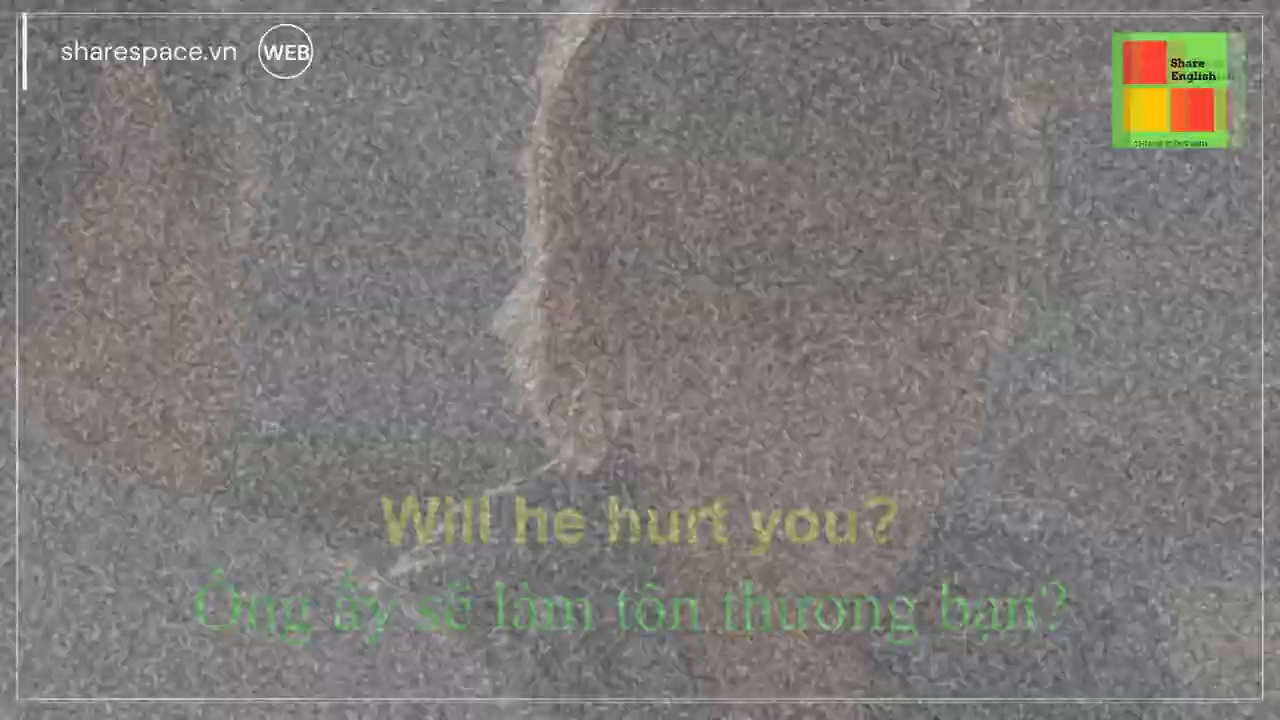 sharespace.vn WEB
Share
English
Will he hurt you?
Ông ấy sẽ làm tổn thương bạn?